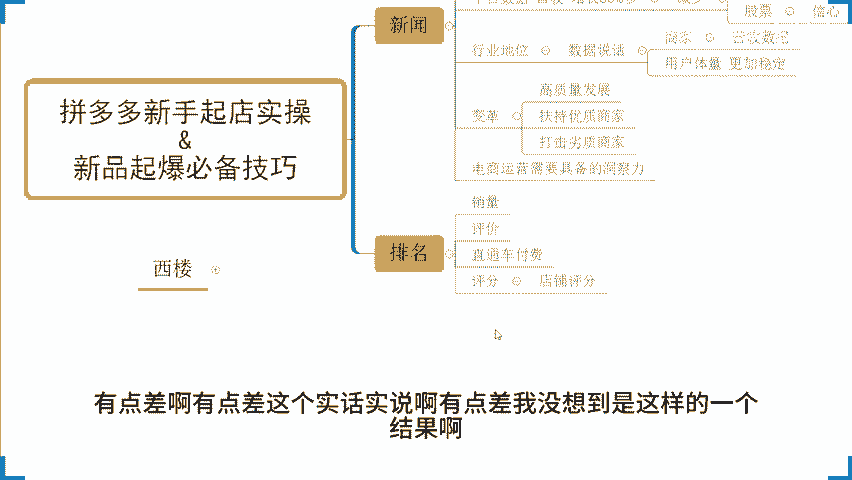 新闻
股票
信心
行业地位
数据说话
商家
营收数据
用户体量 更加稳定
变革
高质量发展
扶持优质商家
打击劣质商家
电商运营需要具备的洞察力
拼多多新手起店实操
&
新品起爆必备技巧
排名
销量
评价
直通车付费
评分
店铺评分
西楼
有点差啊有点差这个实话实说啊有点差我没想到是这样的一个
结果啊